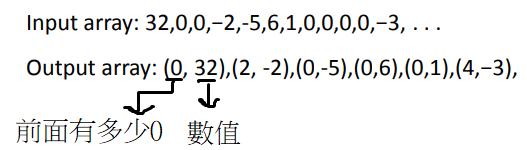 Input array: 32,0,0,−2,-5,6,1,0,0,0,0,−3, ...
Output array: (0, 32),(2, -2),(0,-5),(0,6),(0,1),(4,−3),
前面有多少0 數值